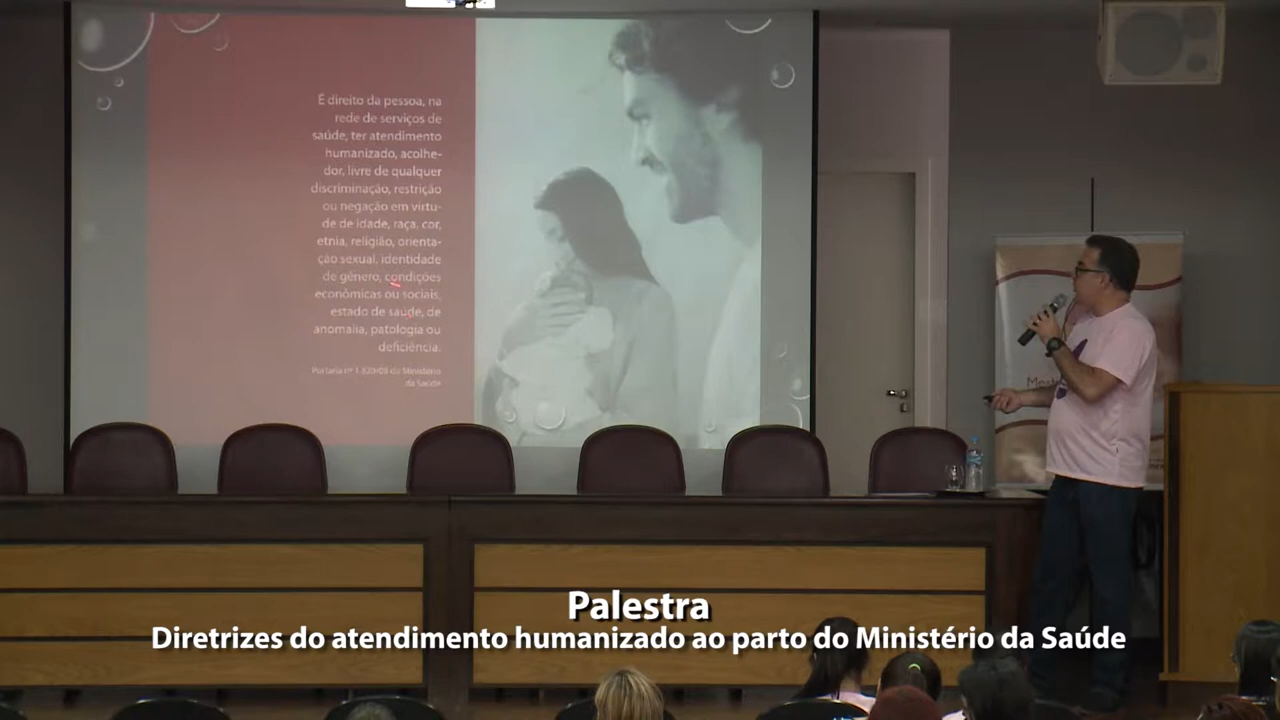 É direito da pessoa, na
rede de serviços de
saúde, ter atendimento
humanizado, acolhe-
dor, livre de qualquer
discriminação, restrição
ou negação em virtu-
de de idade, raça, cor,
etnia, religião, orienta-
ção sexual, identidade
de gênero, condições
econômicas ou sociais,
estado de saúde, de
anomalia, patologia ou
deficiência.
Portaria nº 1.820/09 do Ministério
da Saúde
Palestra
Diretrizes do atendimento humanizado ao parto do Ministério da Saúde